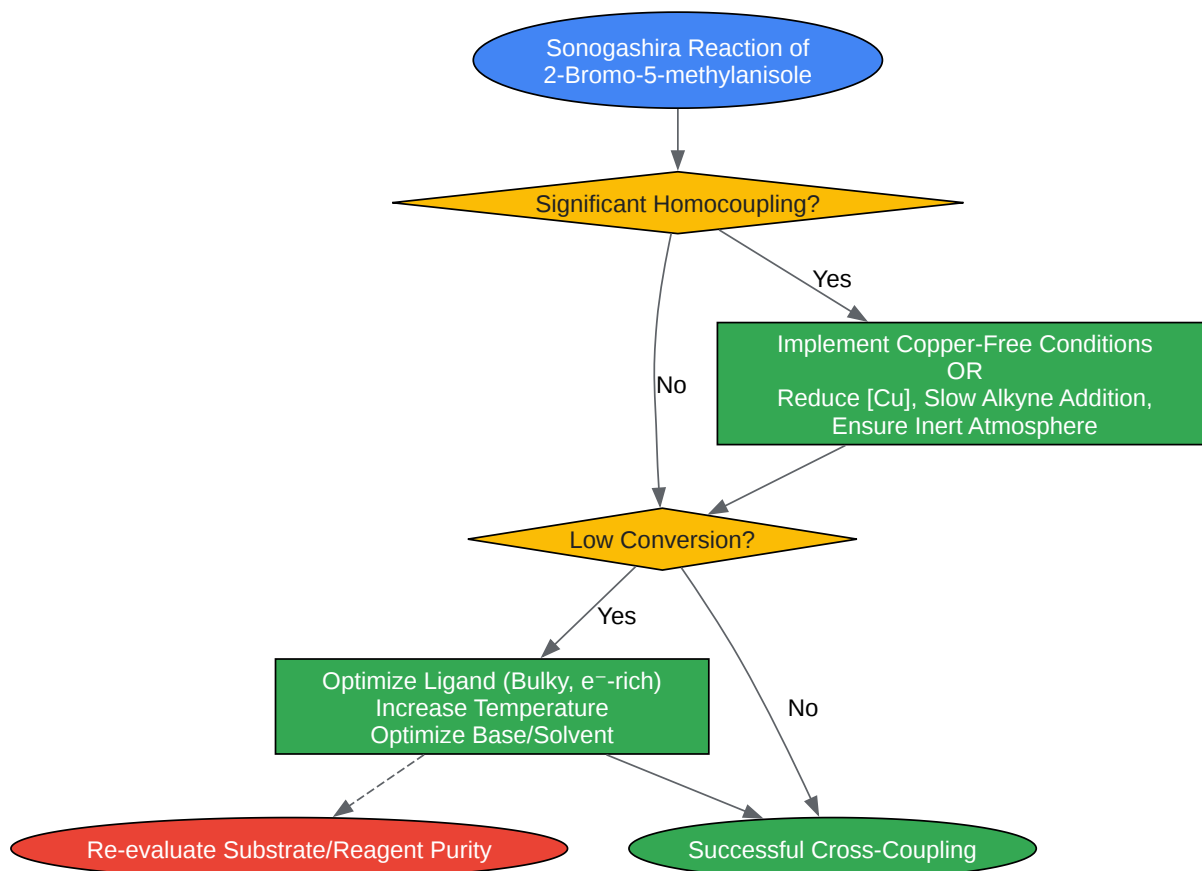 Sonogashira Reaction of
2-Bromo-5-methylanisole
Significant Homocoupling?
Yes
Implement Copper-Free Conditions
OR
Reduce [Cu], Slow Alkyne Addition,
Ensure Inert Atmosphere
No
Low Conversion?
Yes
Optimize Ligand (Bulky, e⁻-rich)
Increase Temperature
Optimize Base/Solvent
No
Re-evaluate Substrate/Reagent Purity
Successful Cross-Coupling